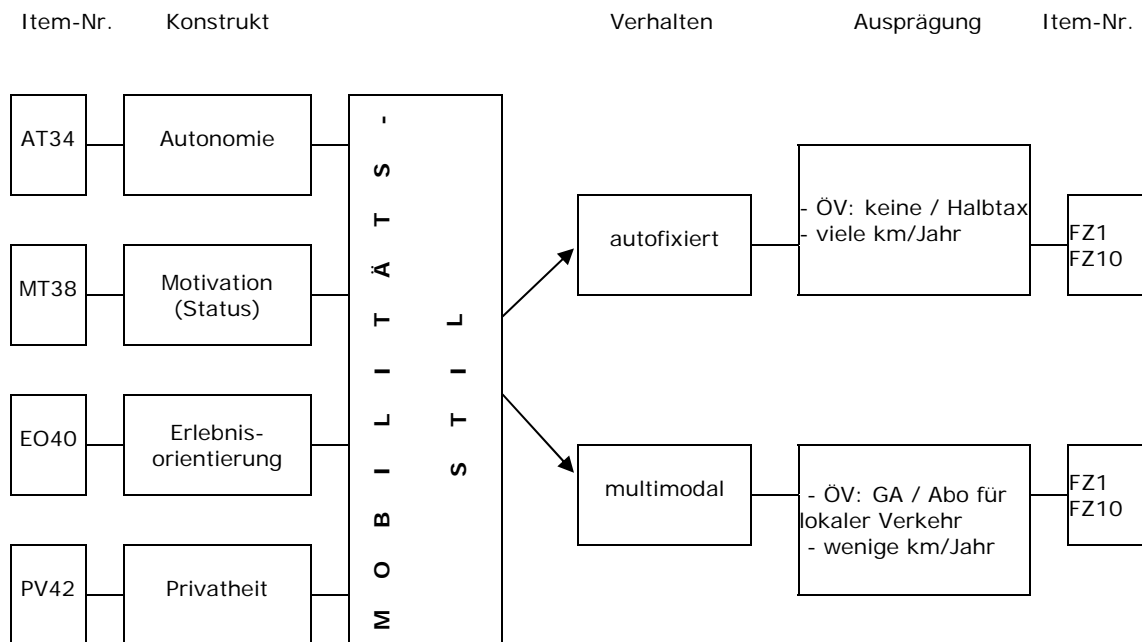 Item-Nr. Konstrukt Verhalten Ausprägung Item-Nr.
AT34
Autonomie
MT38
Motivation
(Status)
EO40
Erlebnis-
orientierung
PV42
Privatheit
MOBILITÄTS-
STIL
autofixiert
- ÖV: keine / Halbtax
- viele km/Jahr
FZ1
FZ10
multimodal
- ÖV: GA / Abo für
lokaler Verkehr
- wenige km/Jahr
FZ1
FZ10